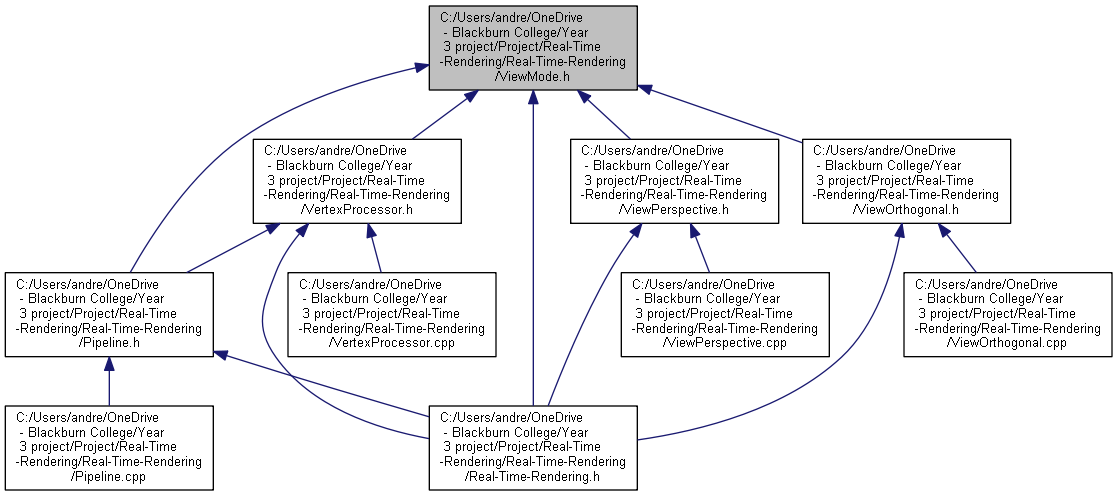 C:/Users/andre/OneDrive
- Blackburn College/Year
3 project/Project/Real-Time
-Rendering/Real-Time-Rendering
/ViewMode.h
C:/Users/andre/OneDrive
- Blackburn College/Year
3 project/Project/Real-Time
-Rendering/Real-Time-Rendering
/VertexProcessor.h
C:/Users/andre/OneDrive
- Blackburn College/Year
3 project/Project/Real-Time
-Rendering/Real-Time-Rendering
/ViewPerspective.h
C:/Users/andre/OneDrive
- Blackburn College/Year
3 project/Project/Real-Time
-Rendering/Real-Time-Rendering
/ViewOrthogonal.h
C:/Users/andre/OneDrive
- Blackburn College/Year
3 project/Project/Real-Time
-Rendering/Real-Time-Rendering
/Pipeline.h
C:/Users/andre/OneDrive
- Blackburn College/Year
3 project/Project/Real-Time
-Rendering/Real-Time-Rendering
/VertexProcessor.cpp
C:/Users/andre/OneDrive
- Blackburn College/Year
3 project/Project/Real-Time
-Rendering/Real-Time-Rendering
/ViewPerspective.cpp
C:/Users/andre/OneDrive
- Blackburn College/Year
3 project/Project/Real-Time
-Rendering/Real-Time-Rendering
/ViewOrthogonal.cpp
C:/Users/andre/OneDrive
- Blackburn College/Year
3 project/Project/Real-Time
-Rendering/Real-Time-Rendering
/Pipeline.cpp
C:/Users/andre/OneDrive
- Blackburn College/Year
3 project/Project/Real-Time
-Rendering/Real-Time-Rendering
/Real-Time-Rendering.h